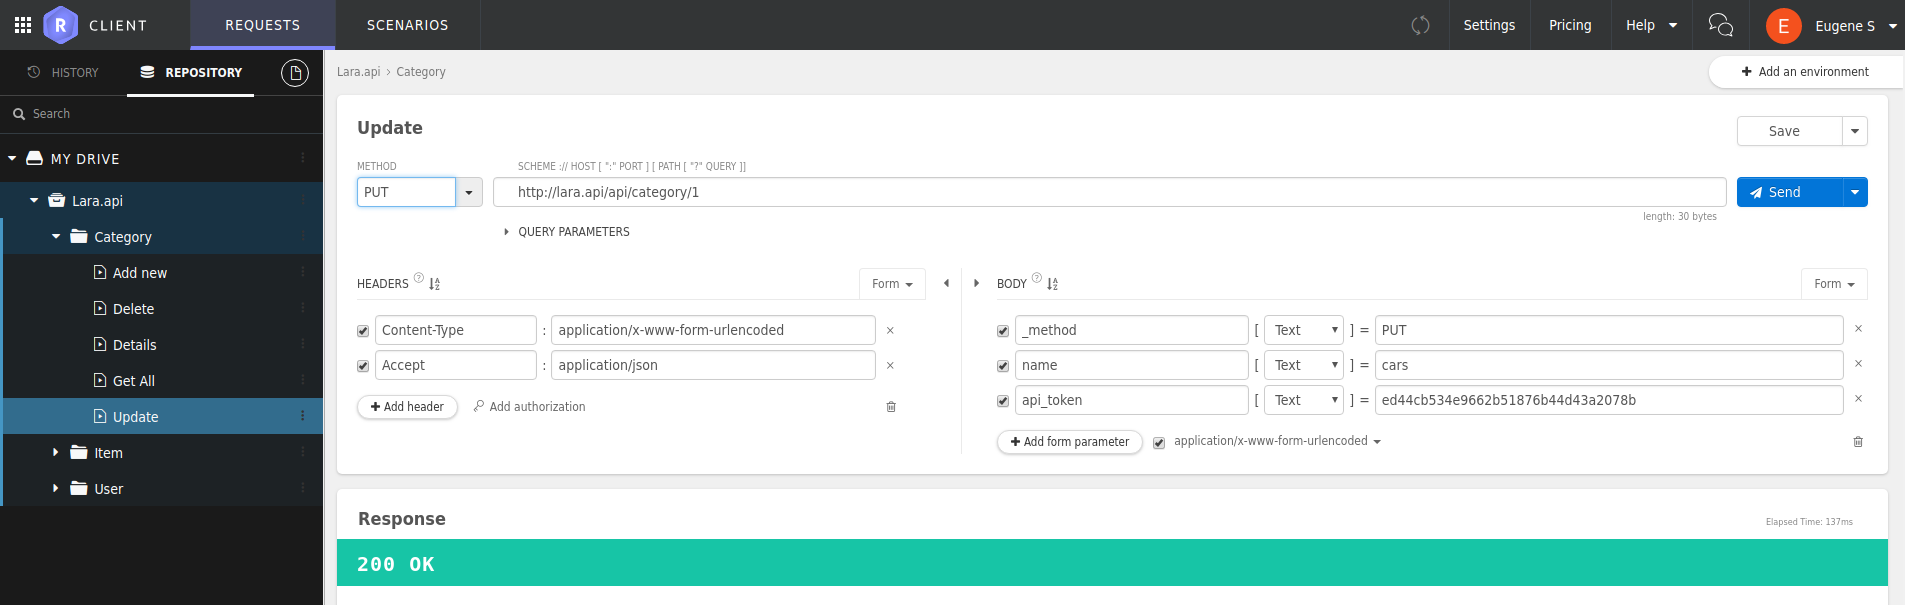 R CLIENT REQUESTS SCENARIOS Settings Pricing Help E Eugene S
HISTORY REPOSITORY
Search
MY DRIVE
Lara.api
Category
Add new
Delete
Details
Get All
Update
Item
User
Lara.api › Category
+ Add an environment
Update
Save
METHOD SCHEME :// HOST [ ":" PORT ] [ PATH [ "?" QUERY ]]
PUT http://lara.api/api/category/1 Send
length: 30 bytes
QUERY PARAMETERS
HEADERS ? Form
Content-Type : application/x-www-form-urlencoded ×
Accept : application/json ×
+ Add header Add authorization
BODY ? Form
_method [ Text ] = PUT ×
name [ Text ] = cars ×
api_token [ Text ] = ed44cb534e9662b51876b44d43a2078b ×
+ Add form parameter application/x-www-form-urlencoded
Response
Elapsed Time: 137ms
200 OK